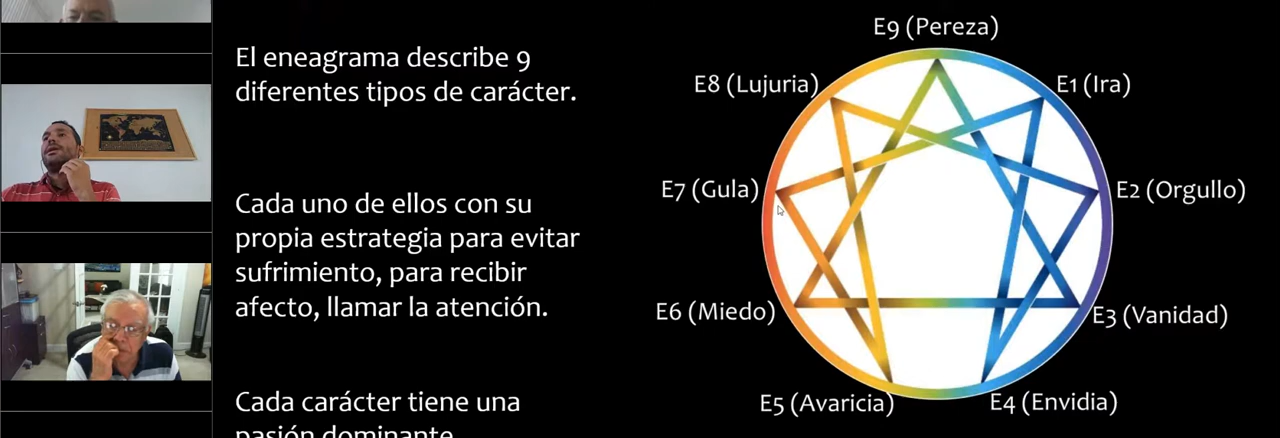 El eneagrama describe 9
diferentes tipos de carácter.
Cada uno de ellos con su
propia estrategia para evitar
sufrimiento, para recibir
afecto, llamar la atención.
Cada carácter tiene una
pasión dominante
E9 (Pereza)
E8 (Lujuria)
E1 (Ira)
E7 (Gula)
E2 (Orgullo)
E6 (Miedo)
E3 (Vanidad)
E5 (Avaricia)
E4 (Envidia)